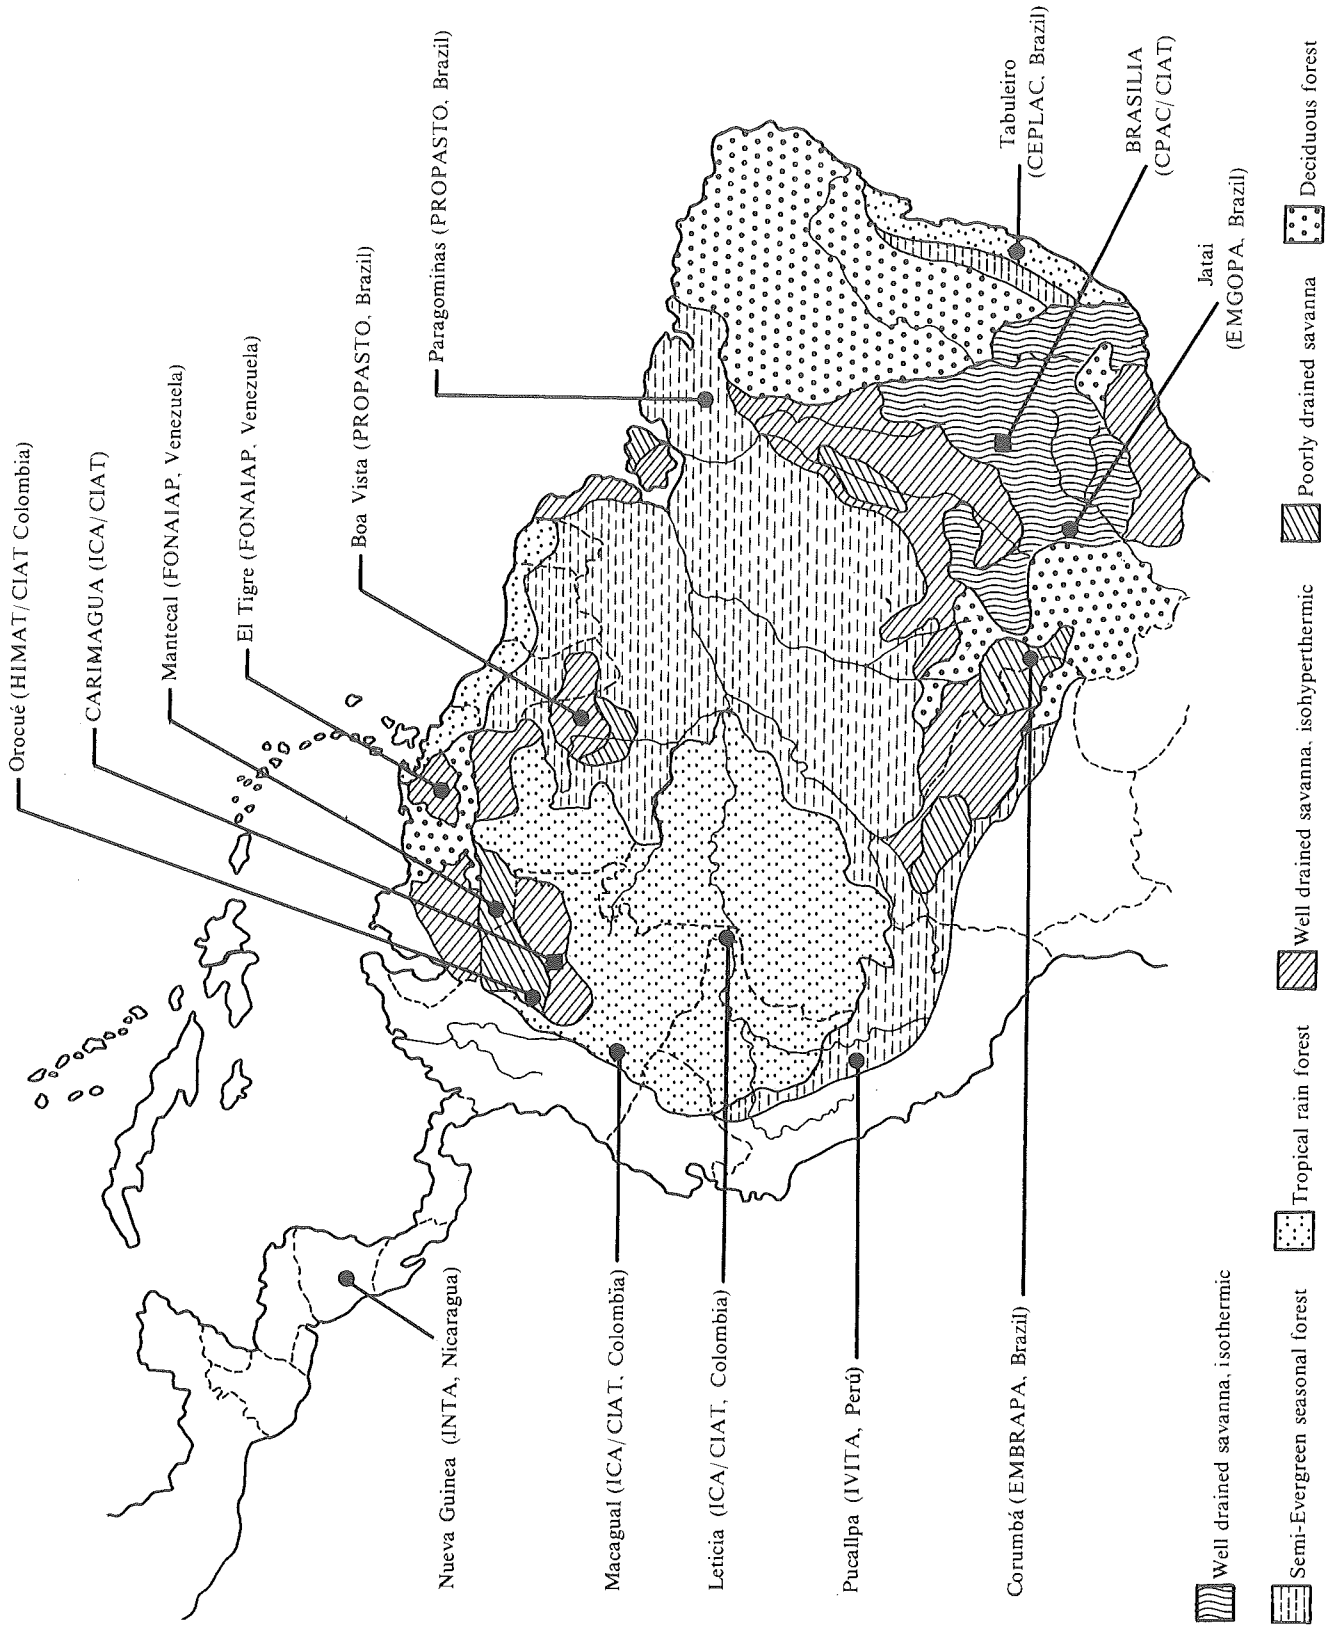 Orocué (HIMAT/CIAT Colombia)
CARIMAGUA (ICA/CIAT)
Mantecal (FONAIAP, Venezuela)
El Tigre (FONAIAP, Venezuela)
Boa Vista (PROPASTO, Brazil)
Paragominas (PROPASTO, Brazil)
Tabuleiro
(CEPLAC, Brazil)
BRASILIA
(CPAC/CIAT)
Jatai
(EMGOPA, Brazil)
Nueva Guinea (INTA, Nicaragua)
Macagual (ICA/CIAT, Colombia)
Leticia (ICA/CIAT, Colombia)
Pucallpa (IVITA, Perú)
Corumbá (EMBRAPA, Brazil)
Well drained savanna, isothermic
Semi-Evergreen seasonal forest
Tropical rain forest
Well drained savanna, isohyperthermic
Poorly drained savanna
Deciduous forest